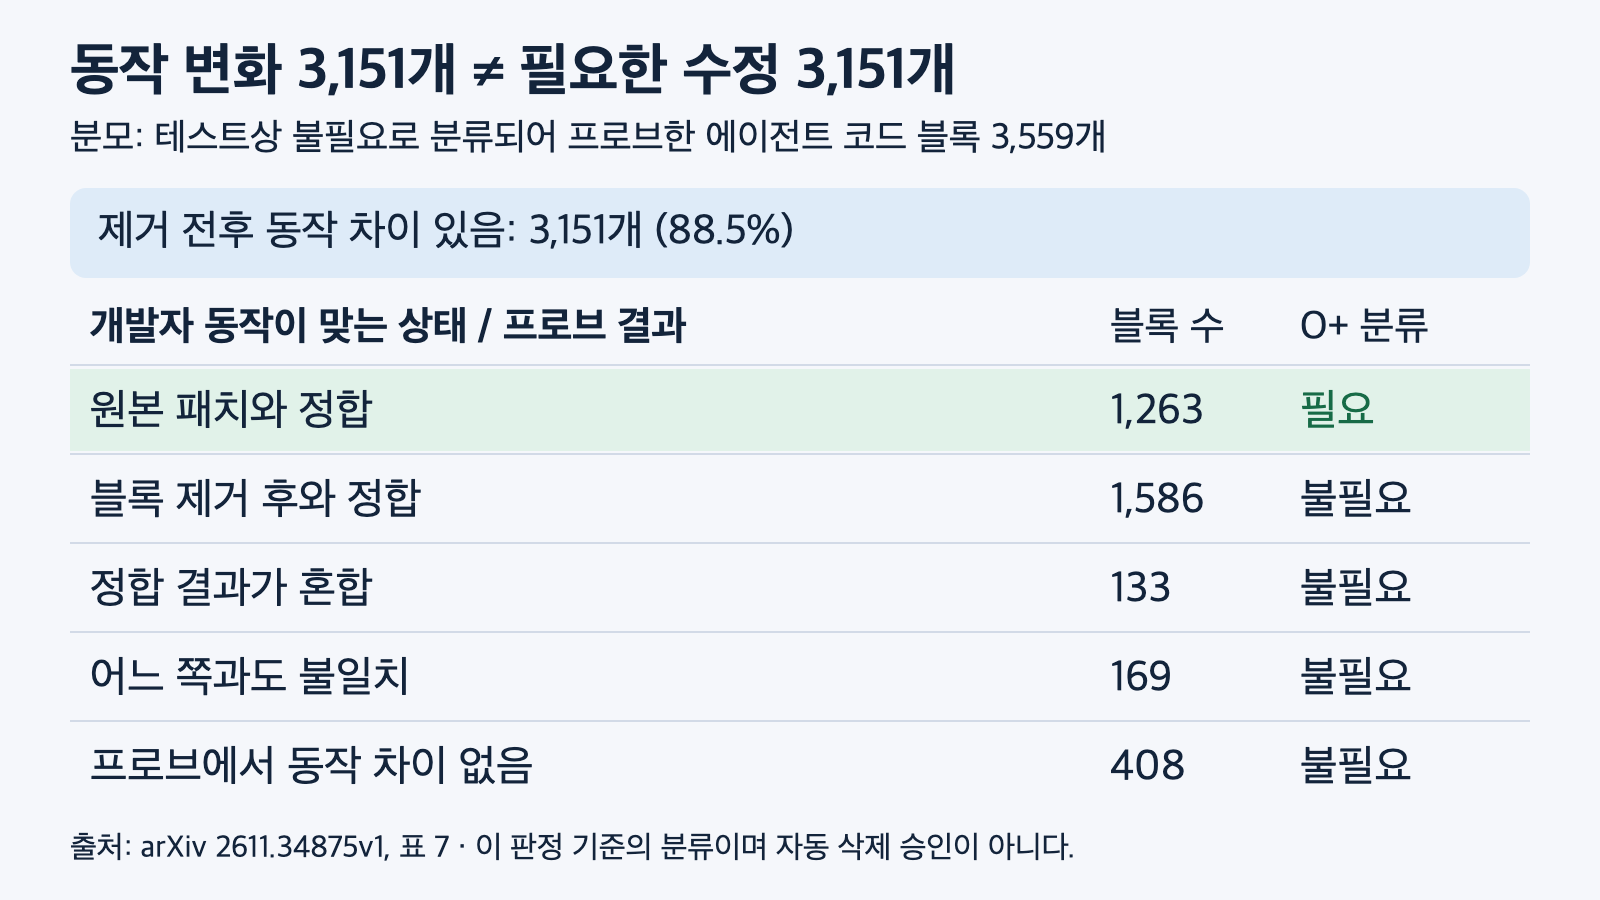 동작 변화 3,151개 ≠ 필요한 수정 3,151개
분모: 테스트상 불필요로 분류되어 프로브한 에이전트 코드 블록 3,559개
제거 전후 동작 차이 있음: 3,151개 (88.5%)
개발자 동작이 맞는 상태 / 프로브 결과 블록 수 O+ 분류
원본 패치와 정합 1,263 필요
블록 제거 후와 정합 1,586 불필요
정합 결과가 혼합 133 불필요
어느 쪽과도 불일치 169 불필요
프로브에서 동작 차이 없음 408 불필요
출처: arXiv 2611.34875v1, 표 7 · 이 판정 기준의 분류이며 자동 삭제 승인이 아니다.